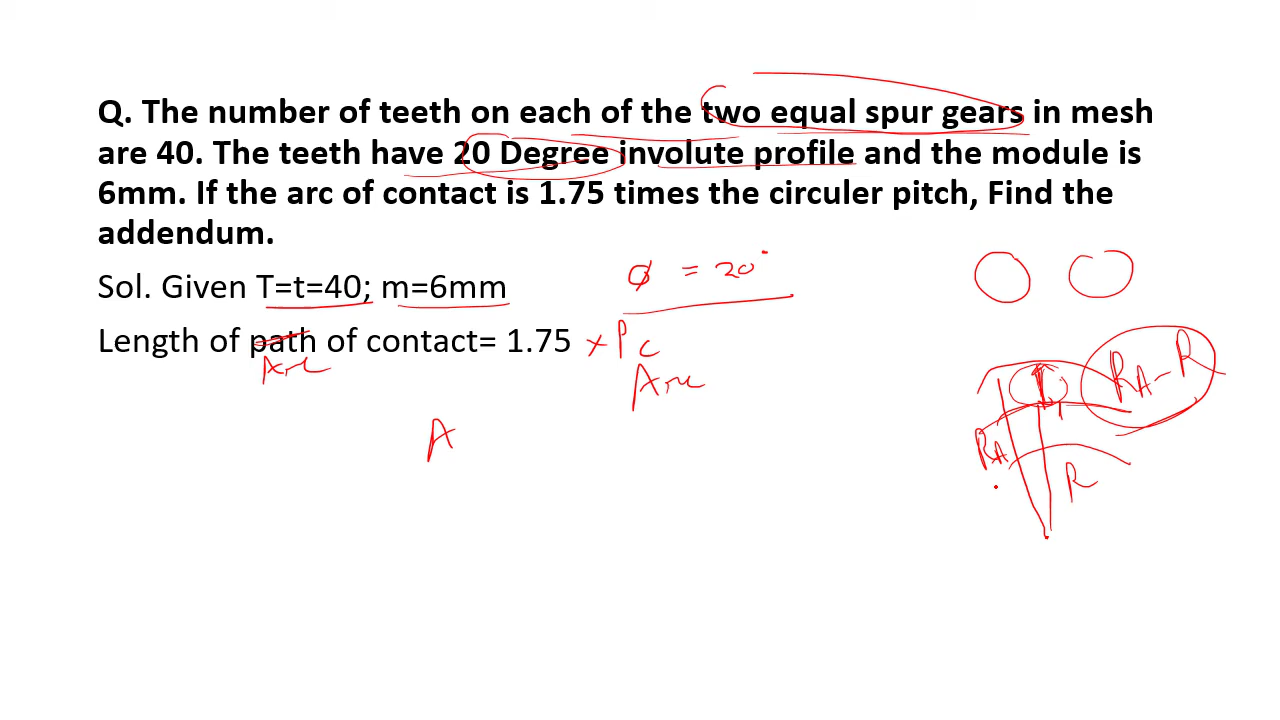 Q. The number of teeth on each of the two equal spur gears in mesh
are 40. The teeth have 20 Degree involute profile and the module is
6mm. If the arc of contact is 1.75 times the circuler pitch, Find the
addendum.
Sol. Given T=t=40; m=6mm
ϕ = 20°
Length of path of contact= 1.75 × Pc
Arc
Arc
A
RA-R
RA
R